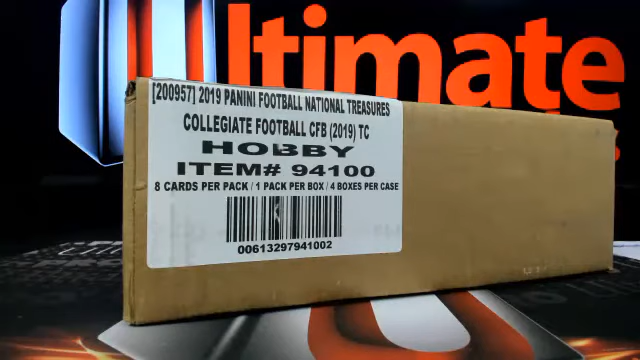 Ultimate
[200957] 2019 PANINI FOOTBALL NATIONAL TREASURES
COLLEGIATE FOOTBALL CFB (2019) TC
HOBBY
ITEM# 94100
8 CARDS PER PACK / 1 PACK PER BOX / 4 BOXES PER CASE
00613297941002